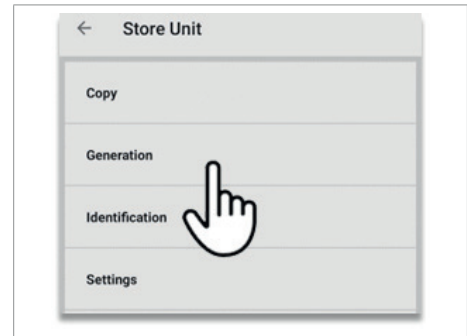 Store Unit
Copy
Generation
Identification
Settings